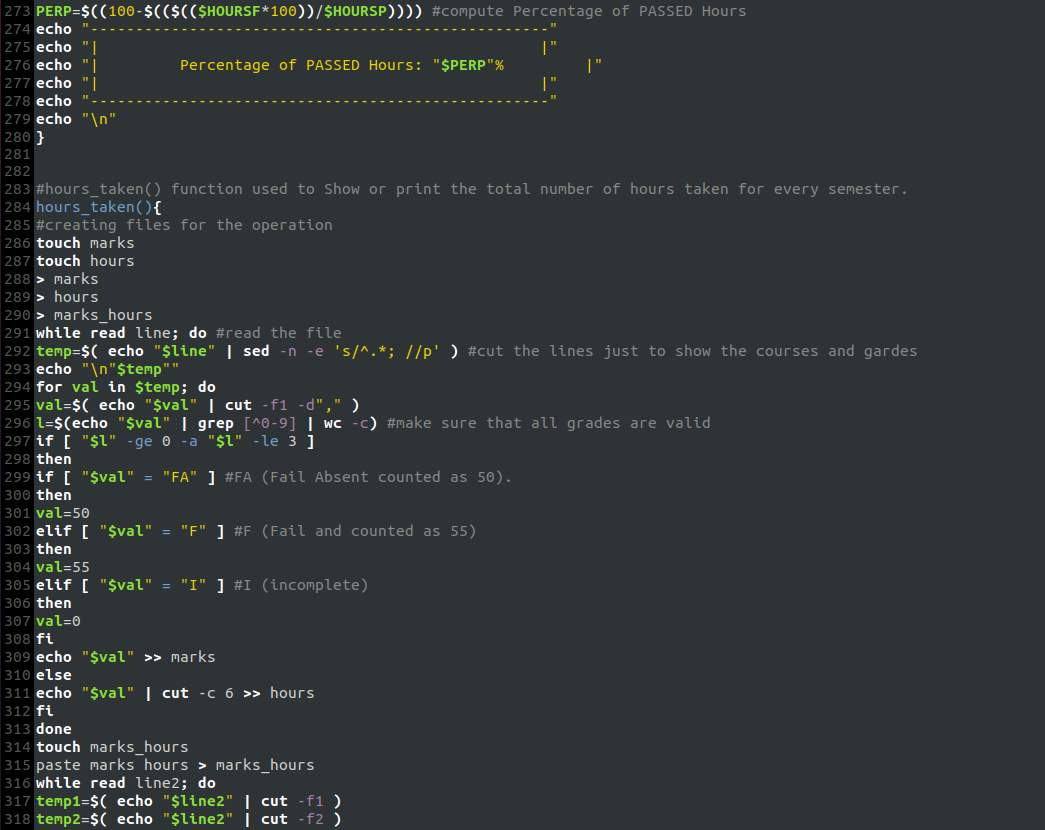 273 PERP=$((100-$(($(($HOURSF*100))/$HOURSP)))) #compute Percentage of PASSED Hours
274 echo "---------------------------------------------------"
275 echo "|                                                 |"
276 echo "|         Percentage of PASSED Hours: "$PERP"%         |"
277 echo "|                                                 |"
278 echo "---------------------------------------------------"
279 echo "\n"
280 }
281
282
283 #hours_taken() function used to Show or print the total number of hours taken for every semester.
284 hours_taken(){
285 #creating files for the operation
286 touch marks
287 touch hours
288 > marks
289 > hours
290 > marks_hours
291 while read line; do #read the file
292 temp=$( echo "$line" | sed -n -e 's/^.*; //p' ) #cut the lines just to show the courses and gardes
293 echo "\n"$temp""
294 for val in $temp; do
295 val=$( echo "$val" | cut -f1 -d"," )
296 l=$(echo "$val" | grep [^0-9] | wc -c) #make sure that all grades are valid
297 if [ "$l" -ge 0 -a "$l" -le 3 ]
298 then
299 if [ "$val" = "FA" ] #FA (Fail Absent counted as 50).
300 then
301 val=50
302 elif [ "$val" = "F" ] #F (Fail and counted as 55)
303 then
304 val=55
305 elif [ "$val" = "I" ] #I (incomplete)
306 then
307 val=0
308 fi
309 echo "$val" >> marks
310 else
311 echo "$val" | cut -c 6 >> hours
312 fi
313 done
314 touch marks_hours
315 paste marks hours > marks_hours
316 while read line2; do
317 temp1=$( echo "$line2" | cut -f1 )
318 temp2=$( echo "$line2" | cut -f2 )